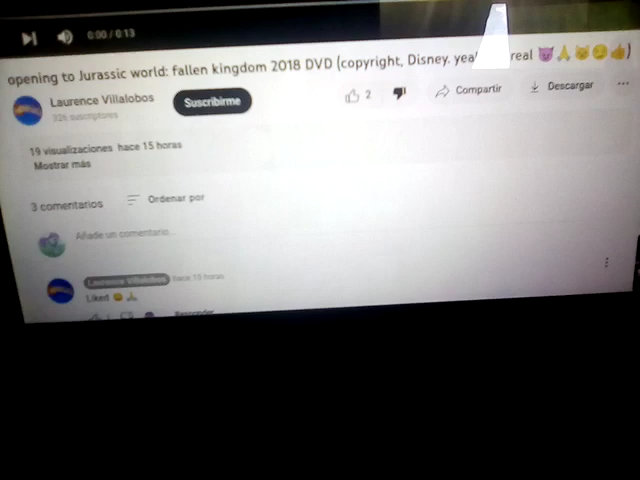 0:00 / 0:13
opening to Jurassic world: fallen kingdom 2018 DVD (copyright, Disney. real 😈🙏😸😏👍)
Laurence Villalobos
326 suscriptores
Suscribirme
2
Compartir
Descargar
19 visualizaciones hace 15 horas
Mostrar más
3 comentarios
Ordenar por
Añade un comentario...
Laurence Villalobos hace 15 horas
Liked 😄 🙏
Responder